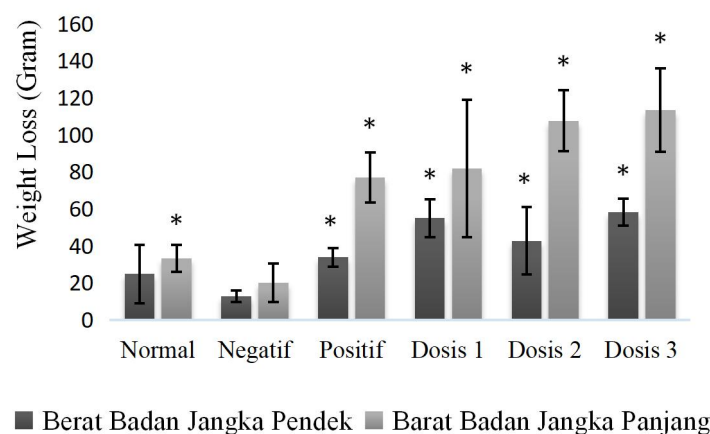 Weight Loss (Gram)
160
140
120
100
80
60
40
20
0
* * * * * * * * *
Normal Negatif Positif Dosis 1 Dosis 2 Dosis 3
Berat Badan Jangka Pendek Barat Badan Jangka Panjang